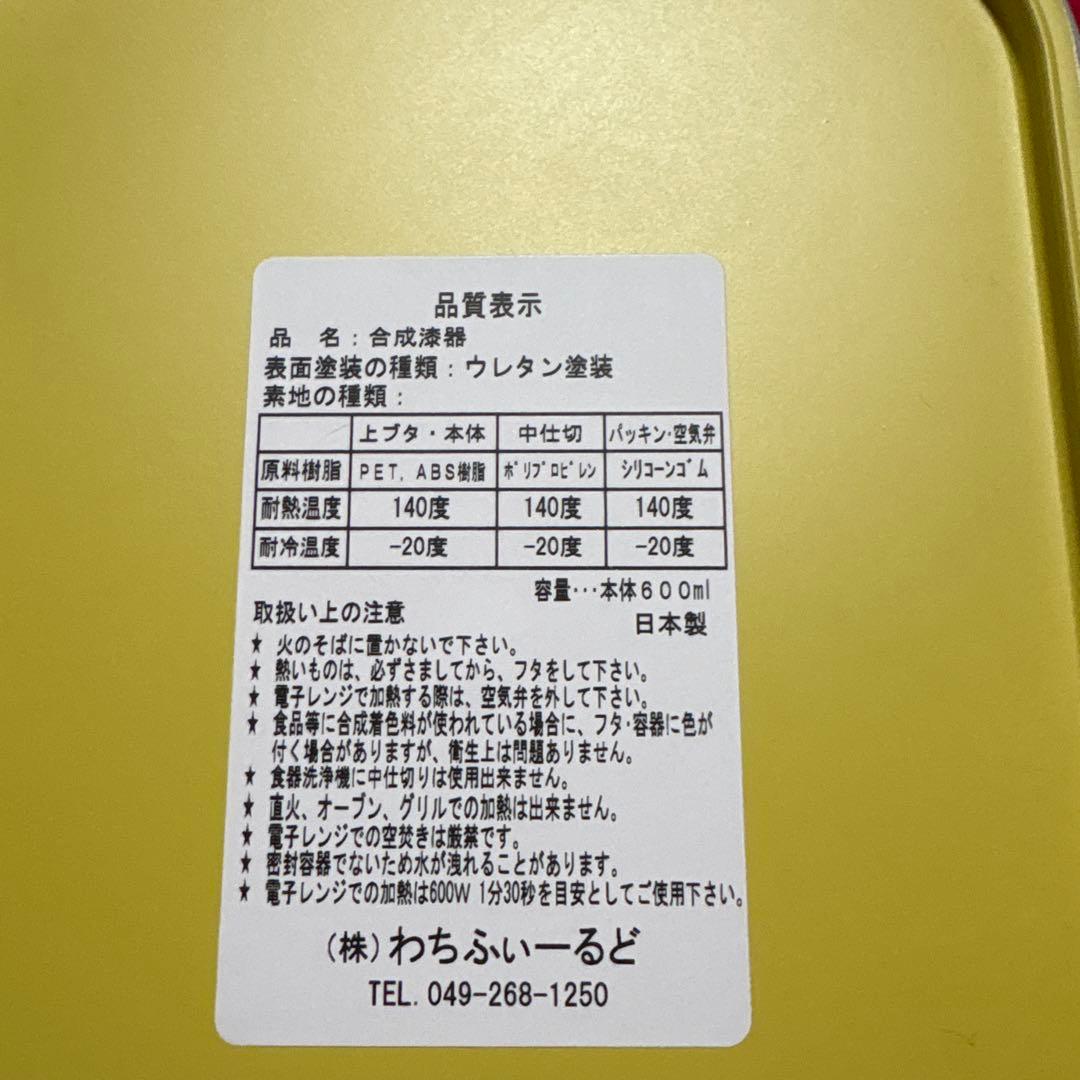 品質表示
品　名：合成漆器
表面塗装の種類：ウレタン塗装
素地の種類：
上ブタ・本体 中仕切 パッキン・空気弁
原料樹脂 PET, ABS樹脂 ポリプロピレン シリコーンゴム
耐熱温度 140度 140度 140度
耐冷温度 -20度 -20度 -20度
容量…本体600ml
取扱い上の注意
日本製
★ 火のそばに置かないで下さい。
★ 熱いものは、必ずさましてから、フタをして下さい。
★ 電子レンジで加熱する際は、空気弁を外して下さい。
★ 食品等に合成着色料が使われている場合に、フタ・容器に色が
付く場合がありますが、衛生上は問題ありません。
★ 食器洗浄機に中仕切りは使用出来ません。
★ 直火、オーブン、グリルでの加熱は出来ません。
★ 電子レンジでの空焚きは厳禁です。
★ 密封容器でないため水が洩れることがあります。
★ 電子レンジでの加熱は600W 1分30秒を目安としてご使用下さい。
（株）わちふぃーるど
TEL. 049-268-1250